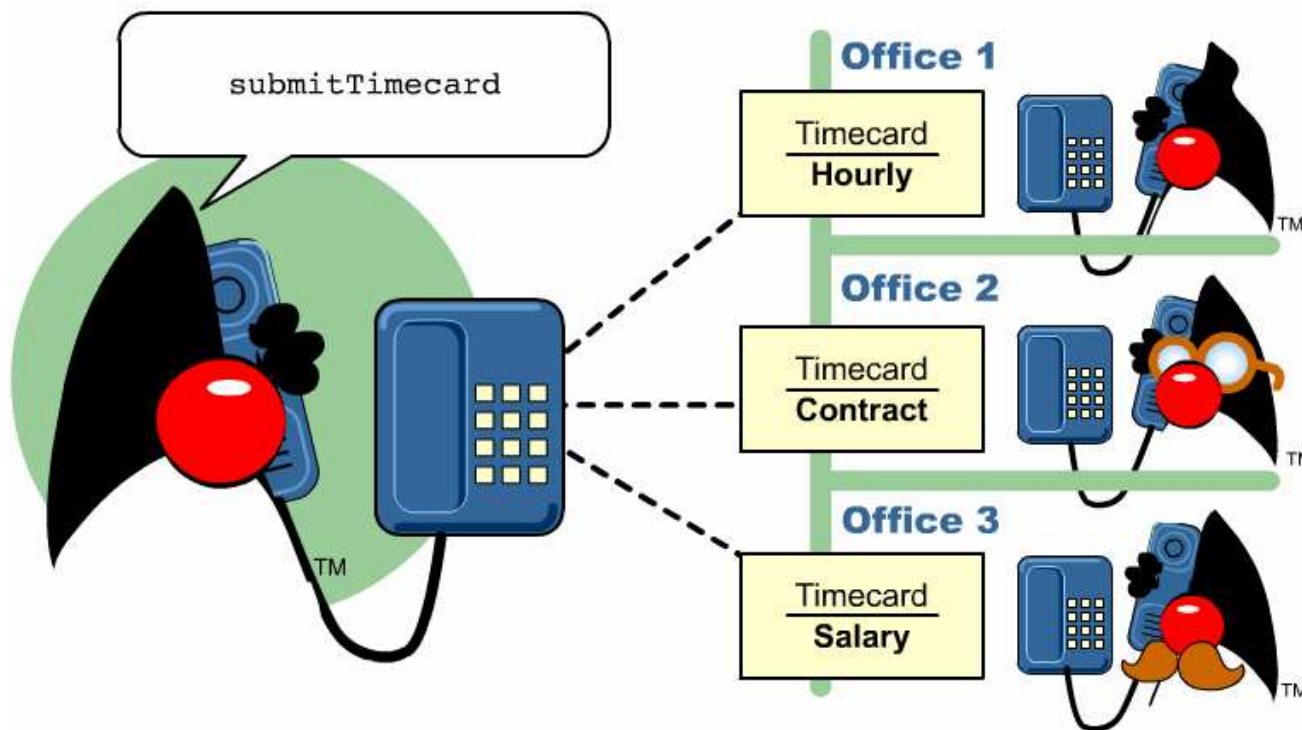 submitTimecard
TM
Office 1
Timecard
Hourly
TM
Office 2
Timecard
Contract
TM
Office 3
Timecard
Salary
TM